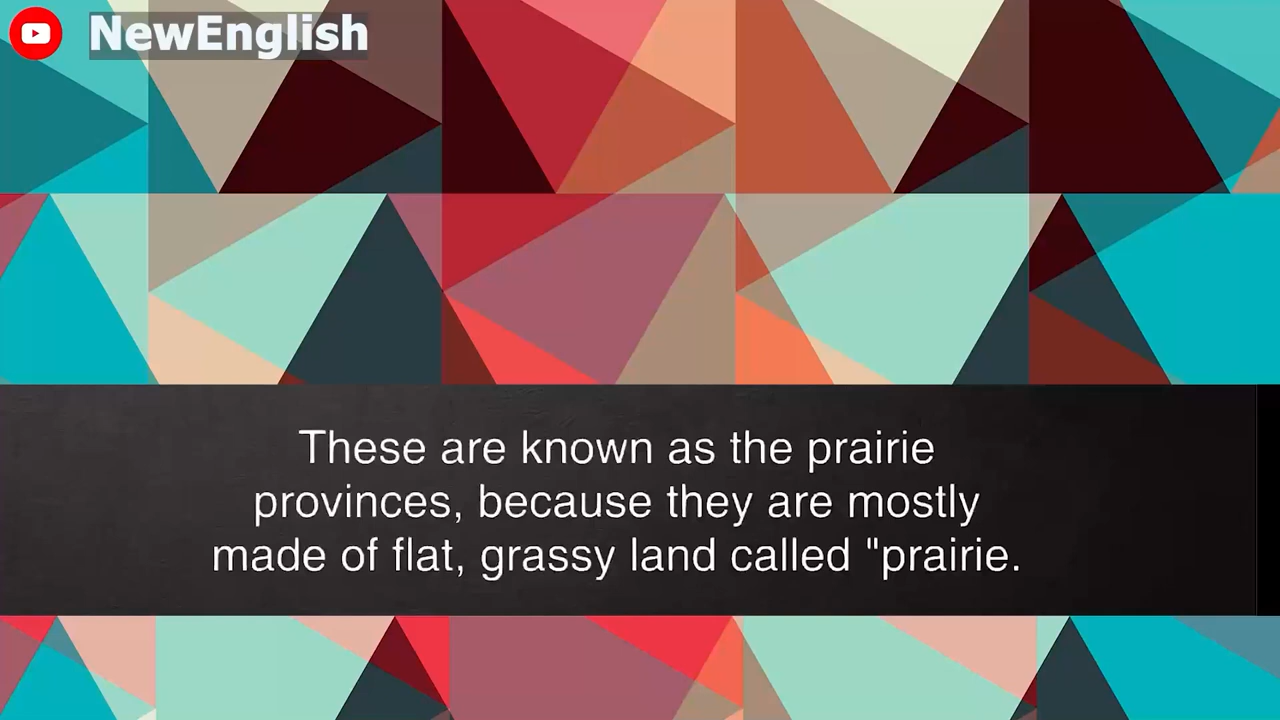 NewEnglish
These are known as the prairie
provinces, because they are mostly
made of flat, grassy land called "prairie.